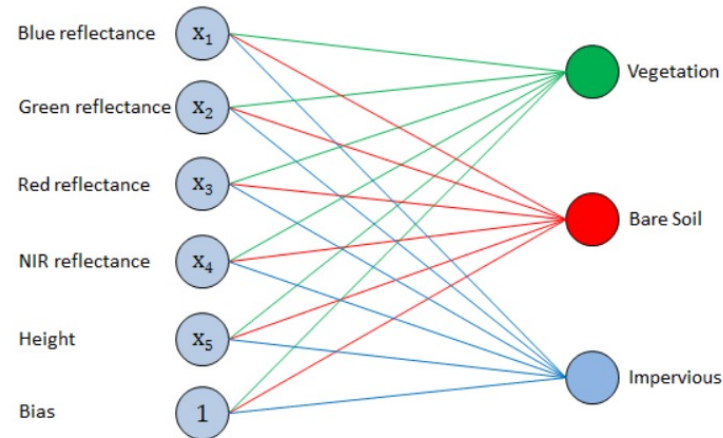 Blue reflectance x₁
Vegetation
Green reflectance x₂
Red reflectance x₃
Bare Soil
NIR reflectance x₄
Height x₅
Impervious
Bias 1